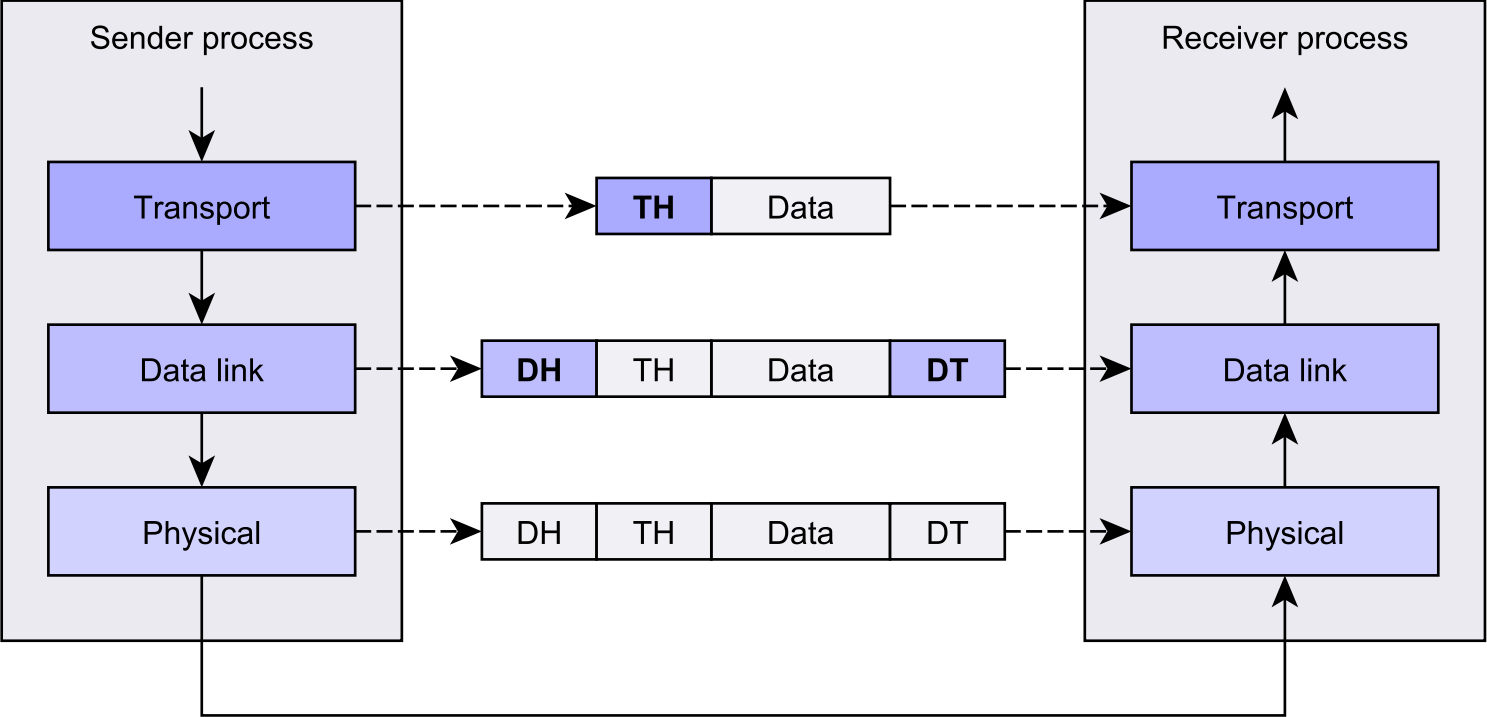 Sender process
Receiver process
Transport
TH Data
Transport
Data link
DH TH Data DT
Data link
Physical
DH TH Data DT
Physical